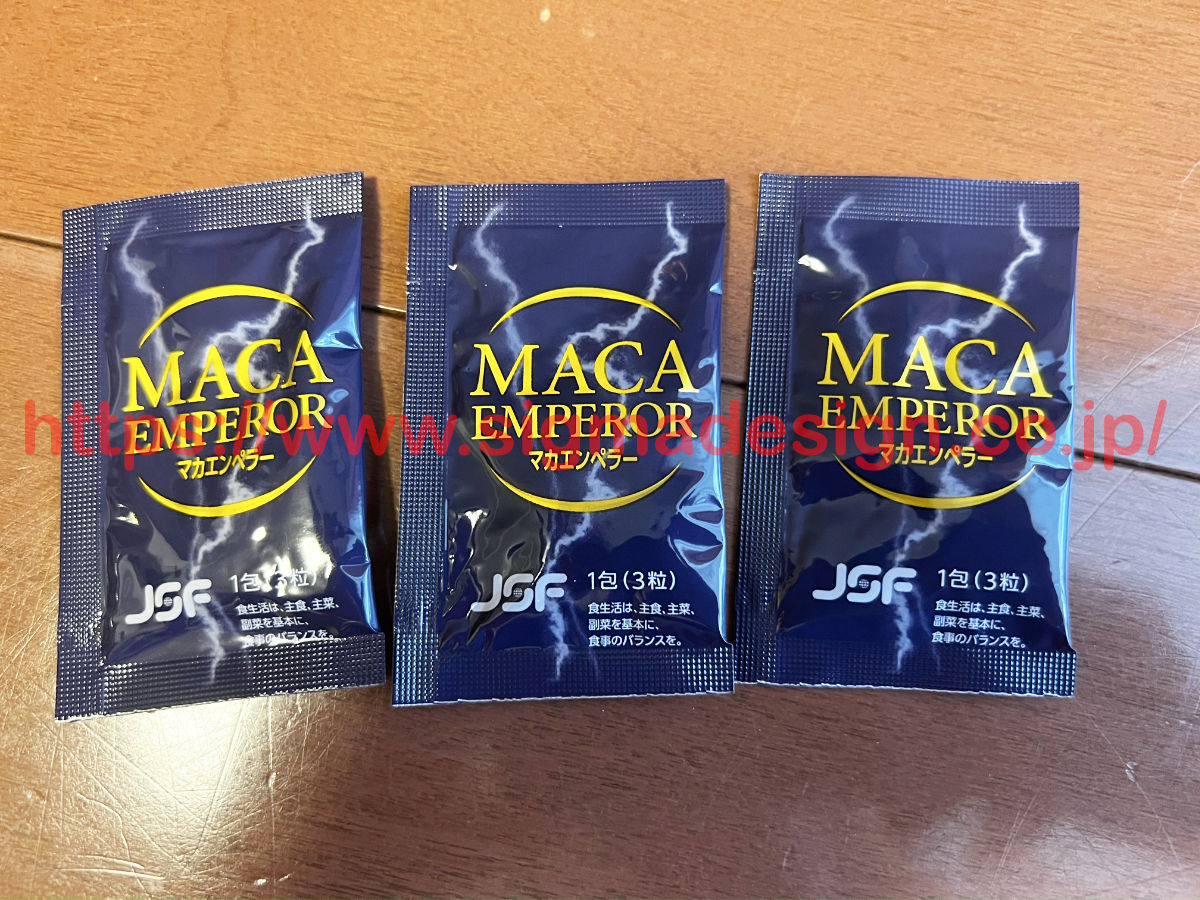 MACA
EMPEROR
マカエンペラー
JSF
1包(3粒)
食生活は、主食、主菜、
副菜を基本に、
食事のバランスを。
MACA
EMPEROR
マカエンペラー
JSF
1包(3粒)
食生活は、主食、主菜、
副菜を基本に、
食事のバランスを。
MACA
EMPEROR
マカエンペラー
JSF
1包(3粒)
食生活は、主食、主菜、
副菜を基本に、
食事のバランスを。
https://www.sigmadesign.co.jp/